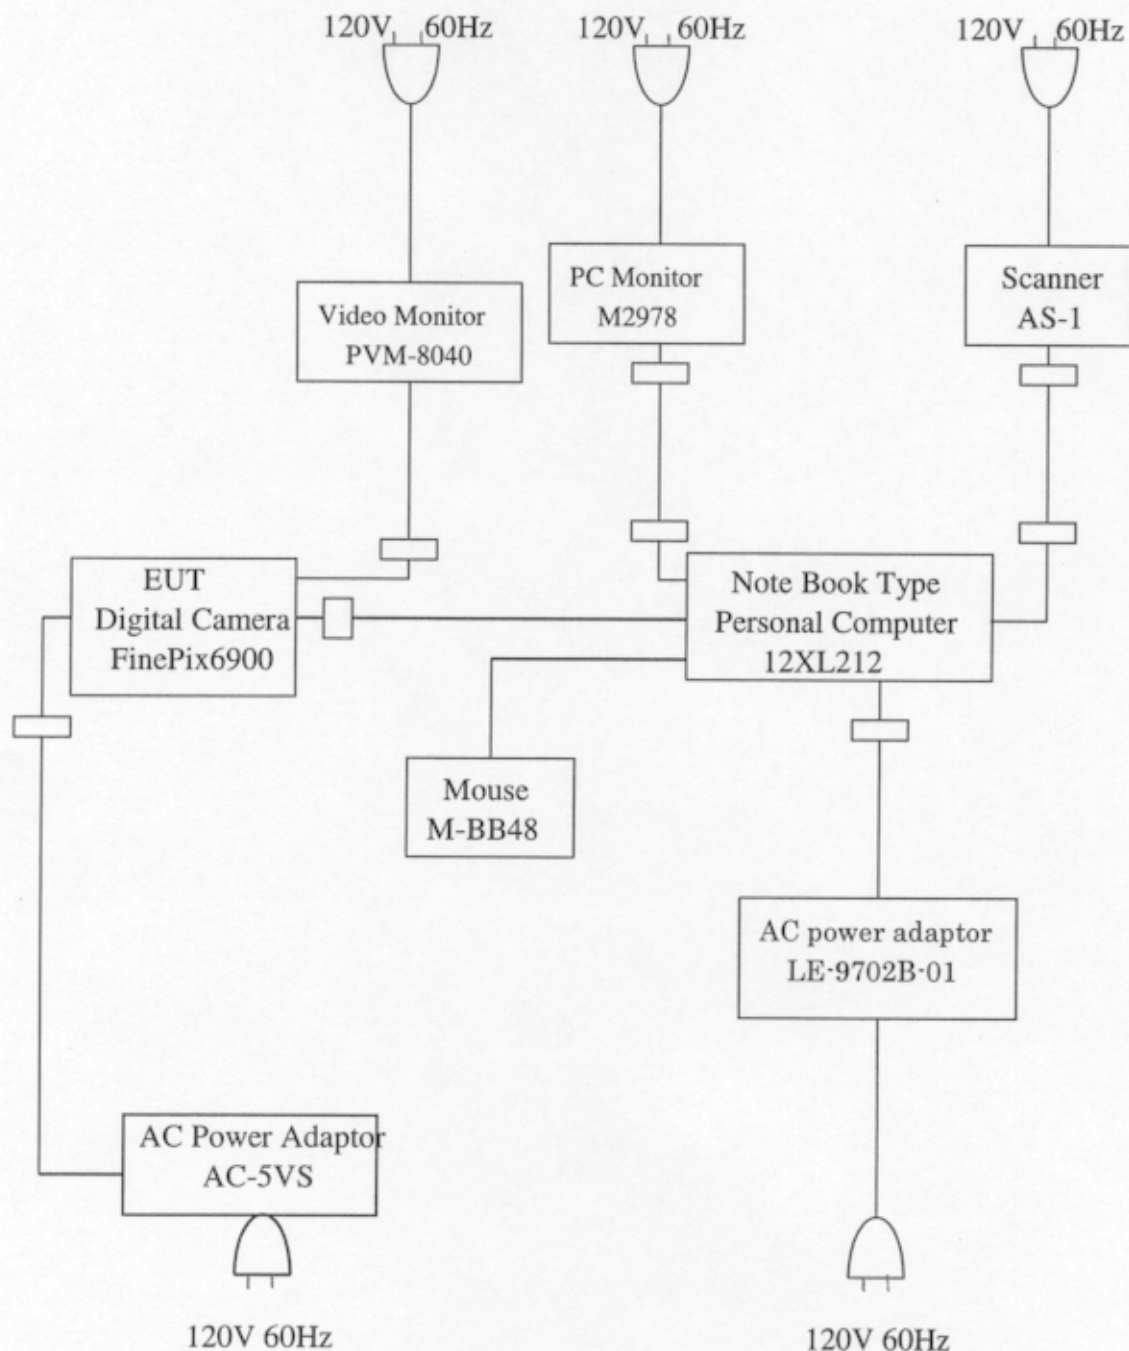 120V 60Hz
120V 60Hz
120V 60Hz
Video Monitor
PVM-8040
PC Monitor
M2978
Scanner
AS-1
EUT
Digital Camera
FinePix6900
Note Book Type
Personal Computer
12XL212
Mouse
M-BB48
AC power adaptor
LE-9702B-01
AC Power Adaptor
AC-5VS
120V 60Hz
120V 60Hz